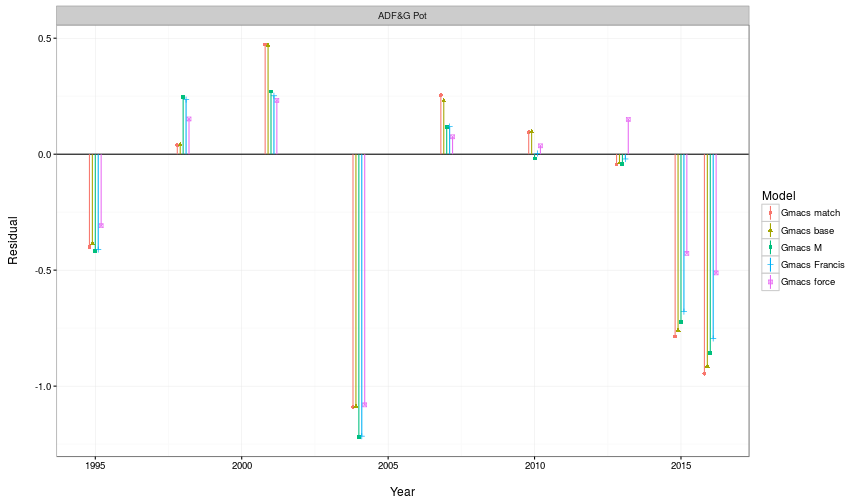 ADF&G Pot
0.5
0.0
-0.5
-1.0
Residual
1995 2000 2005 2010 2015
Year
Model
Gmacs match
Gmacs base
Gmacs M
Gmacs Francis
Gmacs force